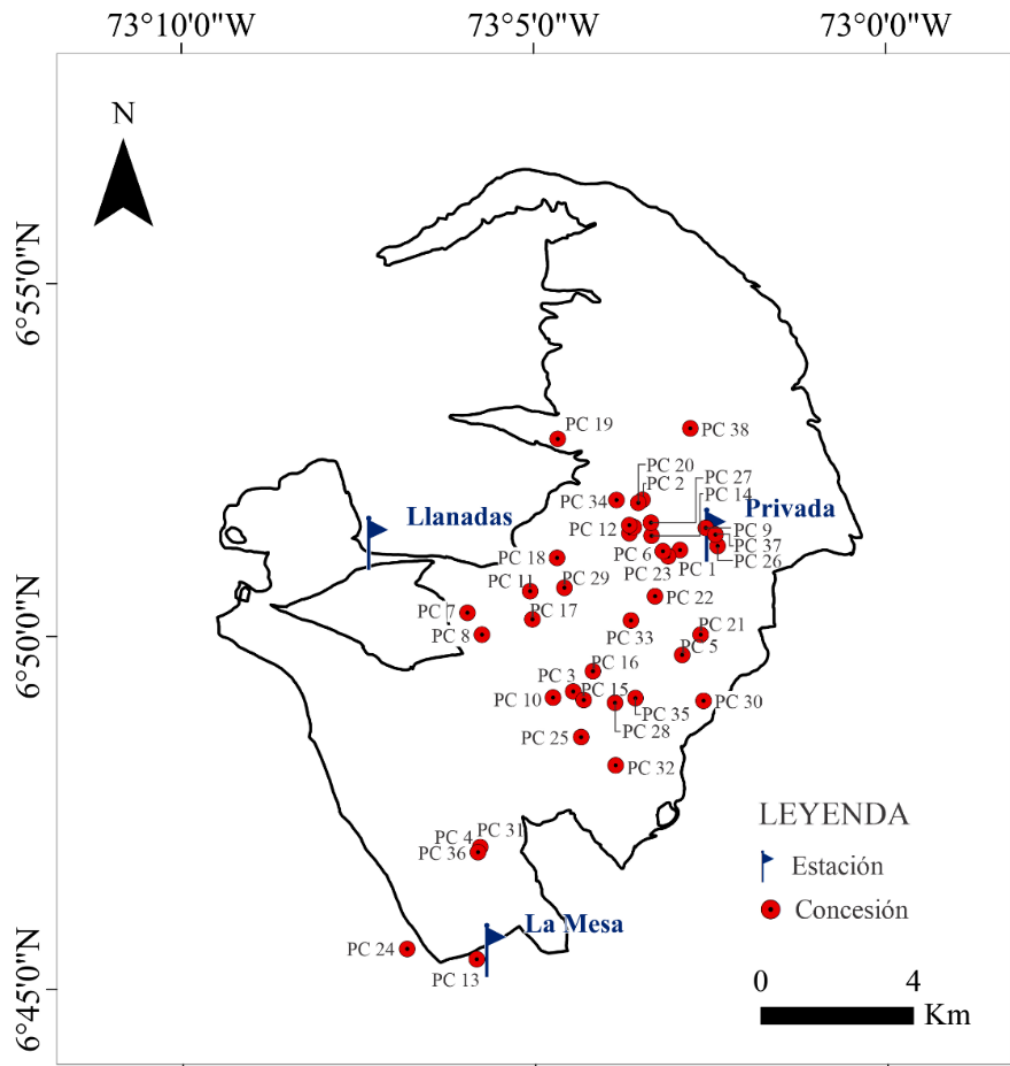 73°10'0"W
73°5'0"W
73°0'0"W
N
6°55'0"N
PC 19
PC 38
PC 20
PC 27
PC 2
PC 14
PC 34
Privada
Llanadas
PC 12
PC 9
PC 6
PC 37
PC 18
PC 23
PC 1
PC 26
PC 29
PC 11
PC 22
PC 7
PC 17
PC 8
PC 33
PC 21
6°50'0"N
PC 5
PC 16
PC 3
PC 15
PC 10
PC 30
PC 35
PC 28
PC 25
PC 32
LEYENDA
PC 4
PC 31
PC 36
Estación
Concesión
La Mesa
PC 24
PC 13
6°45'0"N
0
4
Km